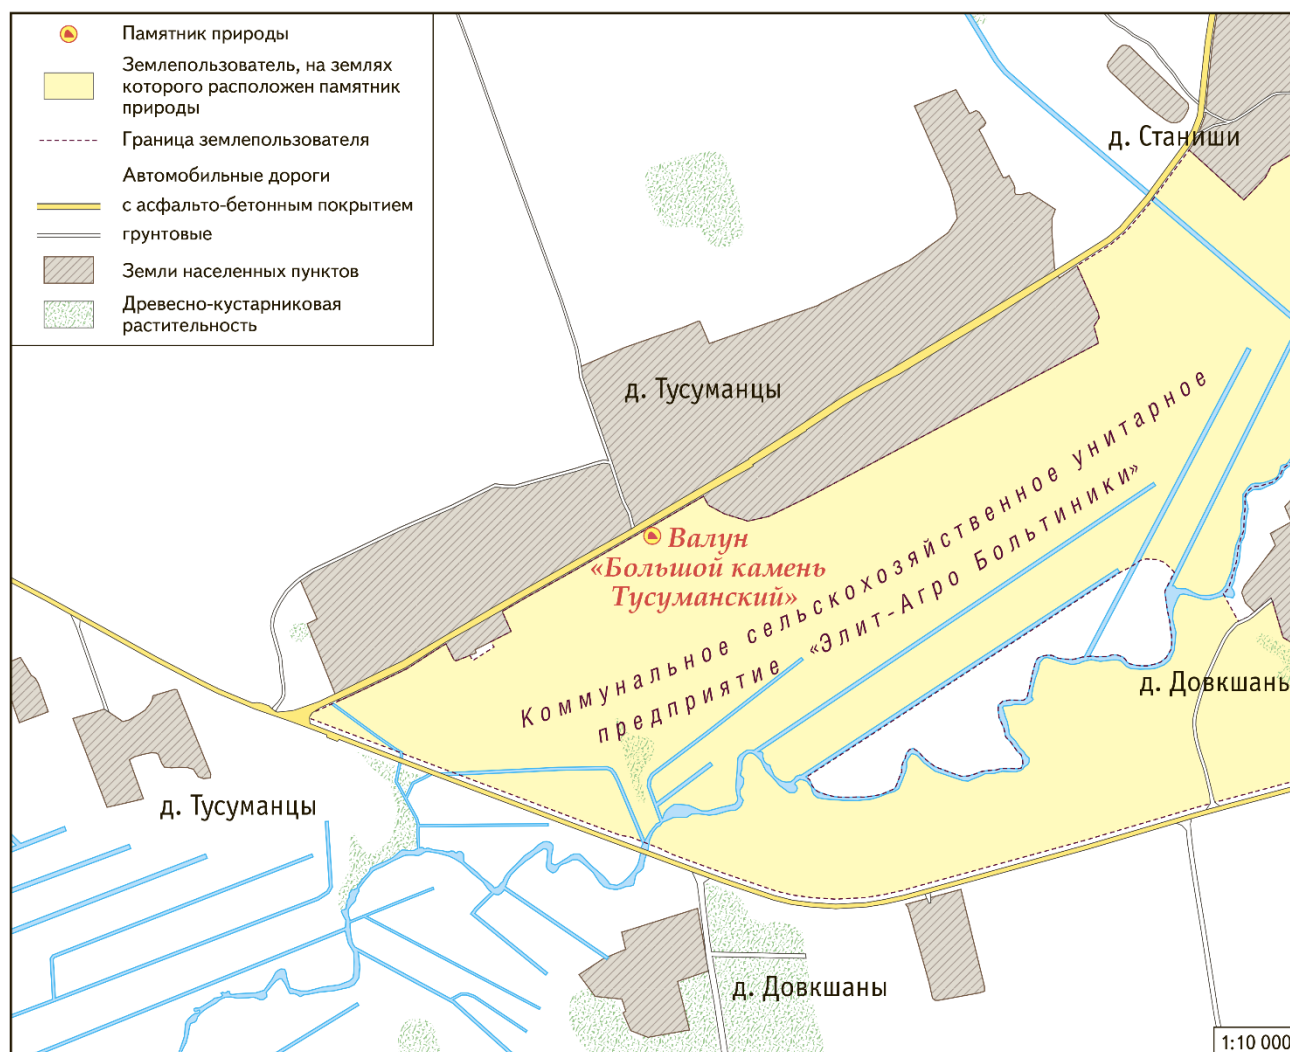 Памятник природы
Землепользователь, на землях
которого расположен памятник
природы
Граница землепользователя
Автомобильные дороги
с асфальто-бетонным покрытием
грунтовые
Земли населенных пунктов
Древесно-кустарниковая
растительность
д. Станиши
д. Тусуманцы
Валун
«Большой камень
Тусуманский»
Коммунальное сельскохозяйственное унитарное
предприятие «Элит-Агро Больтиники»
д. Довкшаны
д. Тусуманцы
д. Довкшаны
1:10 000